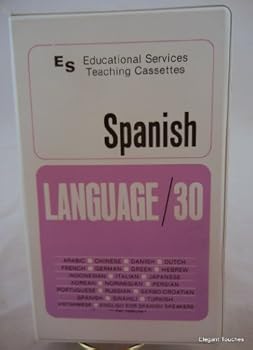 ES Educational Services
Teaching Cassettes
Spanish
LANGUAGE/30
ARABIC • CHINESE • DANISH • DUTCH
FRENCH • GERMAN • GREEK • HEBREW
INDONESIAN • ITALIAN • JAPANESE
KOREAN • NORWEGIAN • PERSIAN
PORTUGUESE • RUSSIAN • SERBO-CROATIAN
SPANISH • SWAHILI • TURKISH
VIETNAMESE • ENGLISH FOR SPANISH SPEAKERS
Elegant Touches